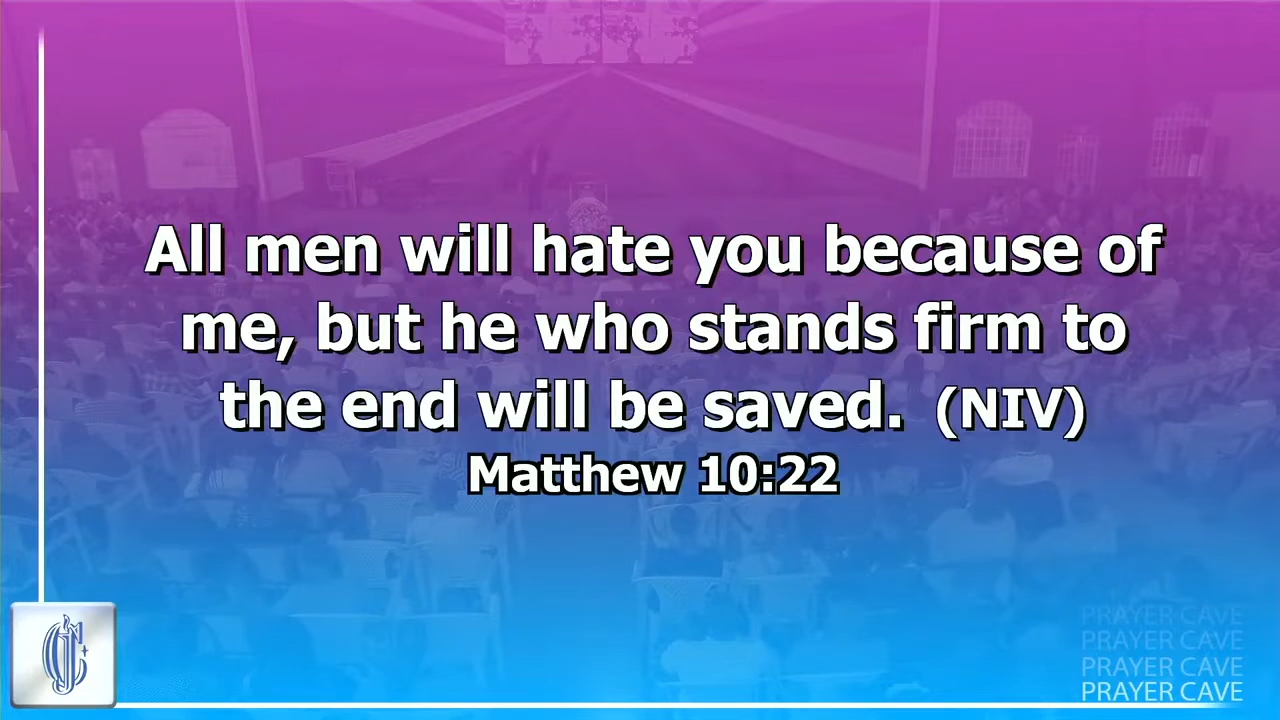 All men will hate you because of
me, but he who stands firm to
the end will be saved. (NIV)
Matthew 10:22
PRAYER CAVE
PRAYER CAVE
PRAYER CAVE
PRAYER CAVE